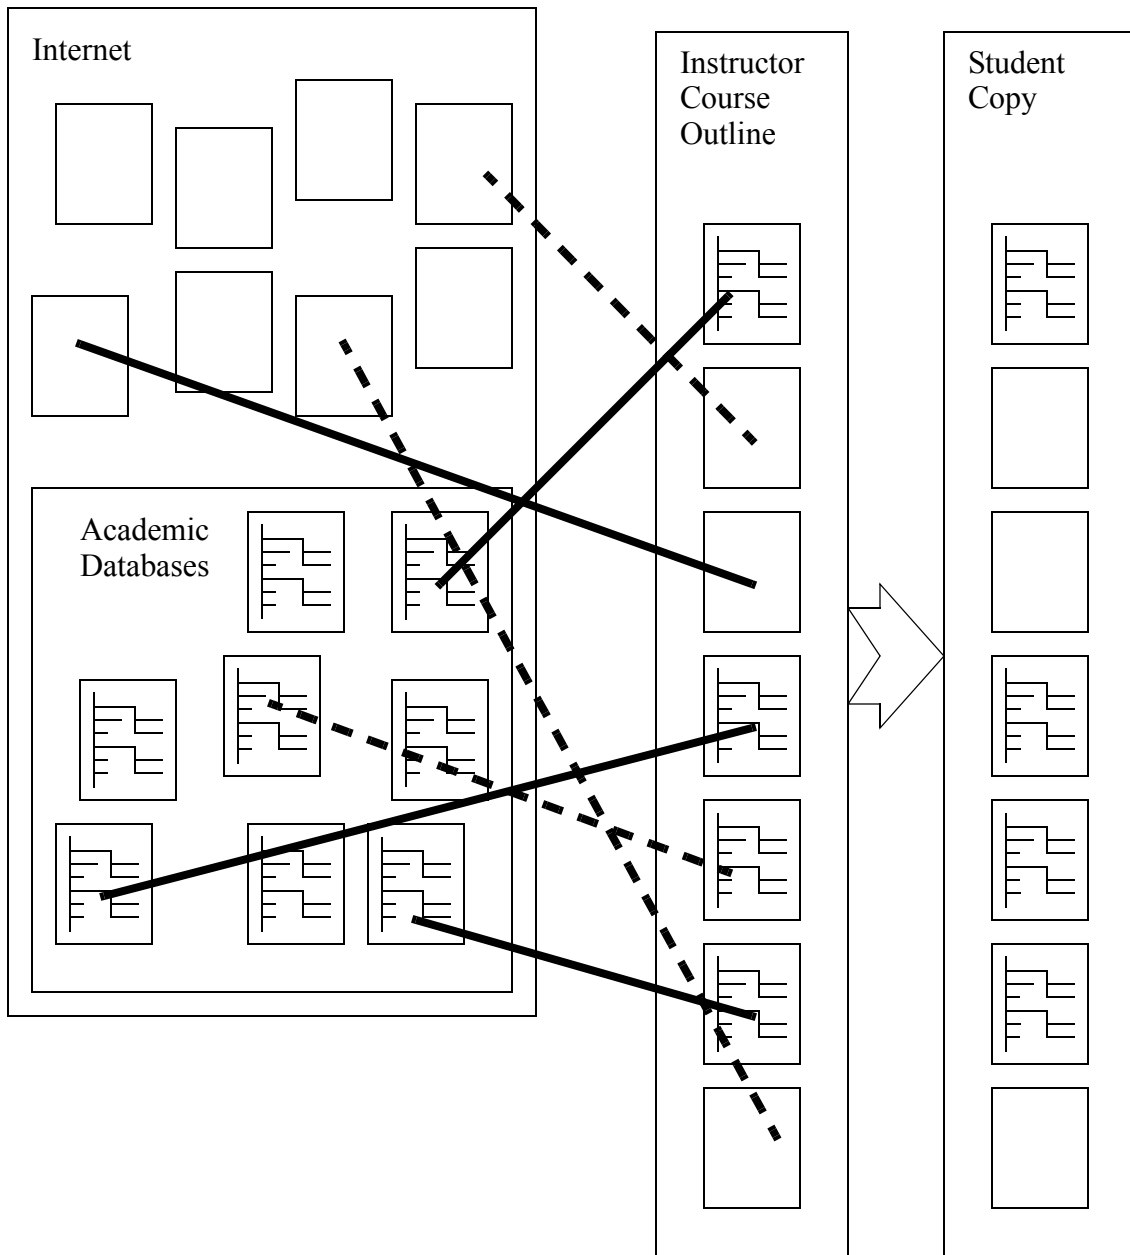 Internet
Instructor
Course
Outline
Student
Copy
Academic
Databases